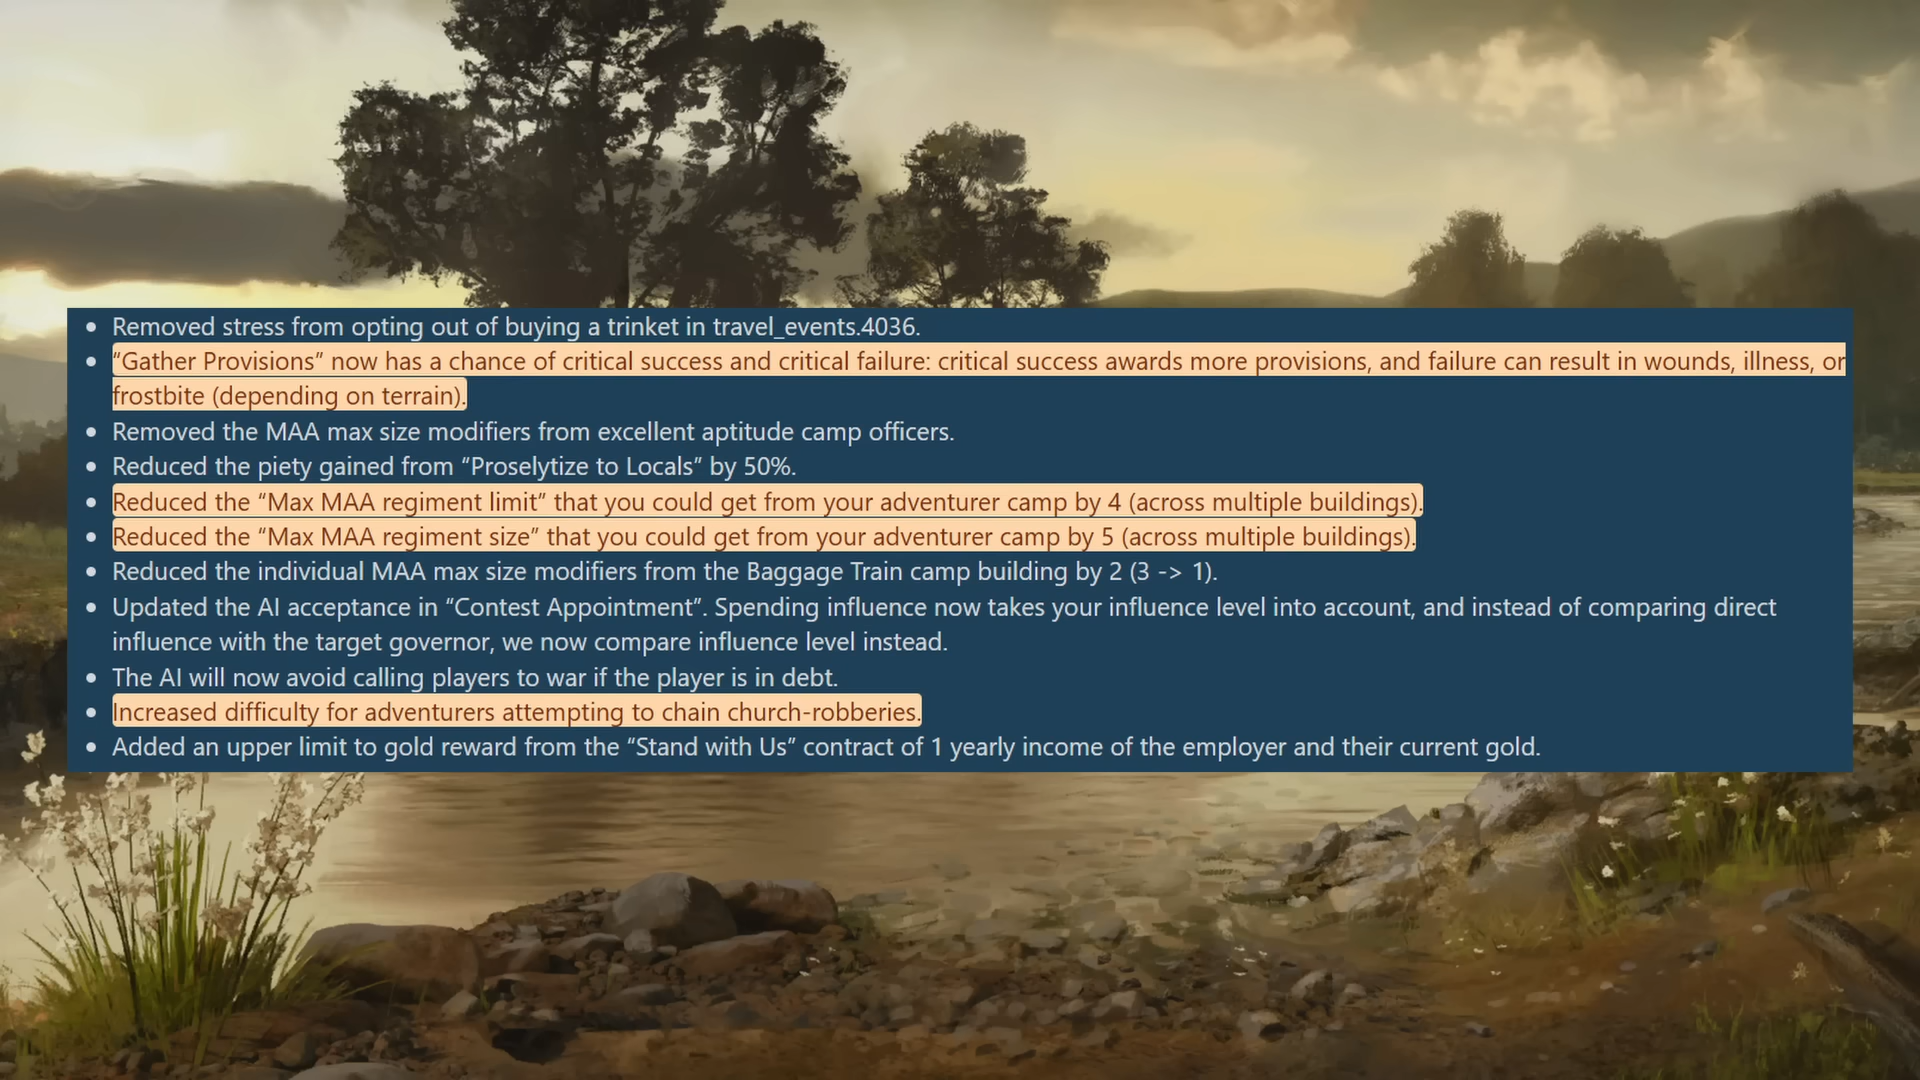 • Removed stress from opting out of buying a trinket in travel_events.4036.
• “Gather Provisions” now has a chance of critical success and critical failure: critical success awards more provisions, and failure can result in wounds, illness, or
frostbite (depending on terrain).
• Removed the MAA max size modifiers from excellent aptitude camp officers.
• Reduced the piety gained from “Proselytize to Locals” by 50%.
• Reduced the “Max MAA regiment limit” that you could get from your adventurer camp by 4 (across multiple buildings).
• Reduced the “Max MAA regiment size” that you could get from your adventurer camp by 5 (across multiple buildings).
• Reduced the individual MAA max size modifiers from the Baggage Train camp building by 2 (3 -> 1).
• Updated the AI acceptance in “Contest Appointment”. Spending influence now takes your influence level into account, and instead of comparing direct
influence with the target governor, we now compare influence level instead.
• The AI will now avoid calling players to war if the player is in debt.
• Increased difficulty for adventurers attempting to chain church-robberies.
• Added an upper limit to gold reward from the “Stand with Us” contract of 1 yearly income of the employer and their current gold.